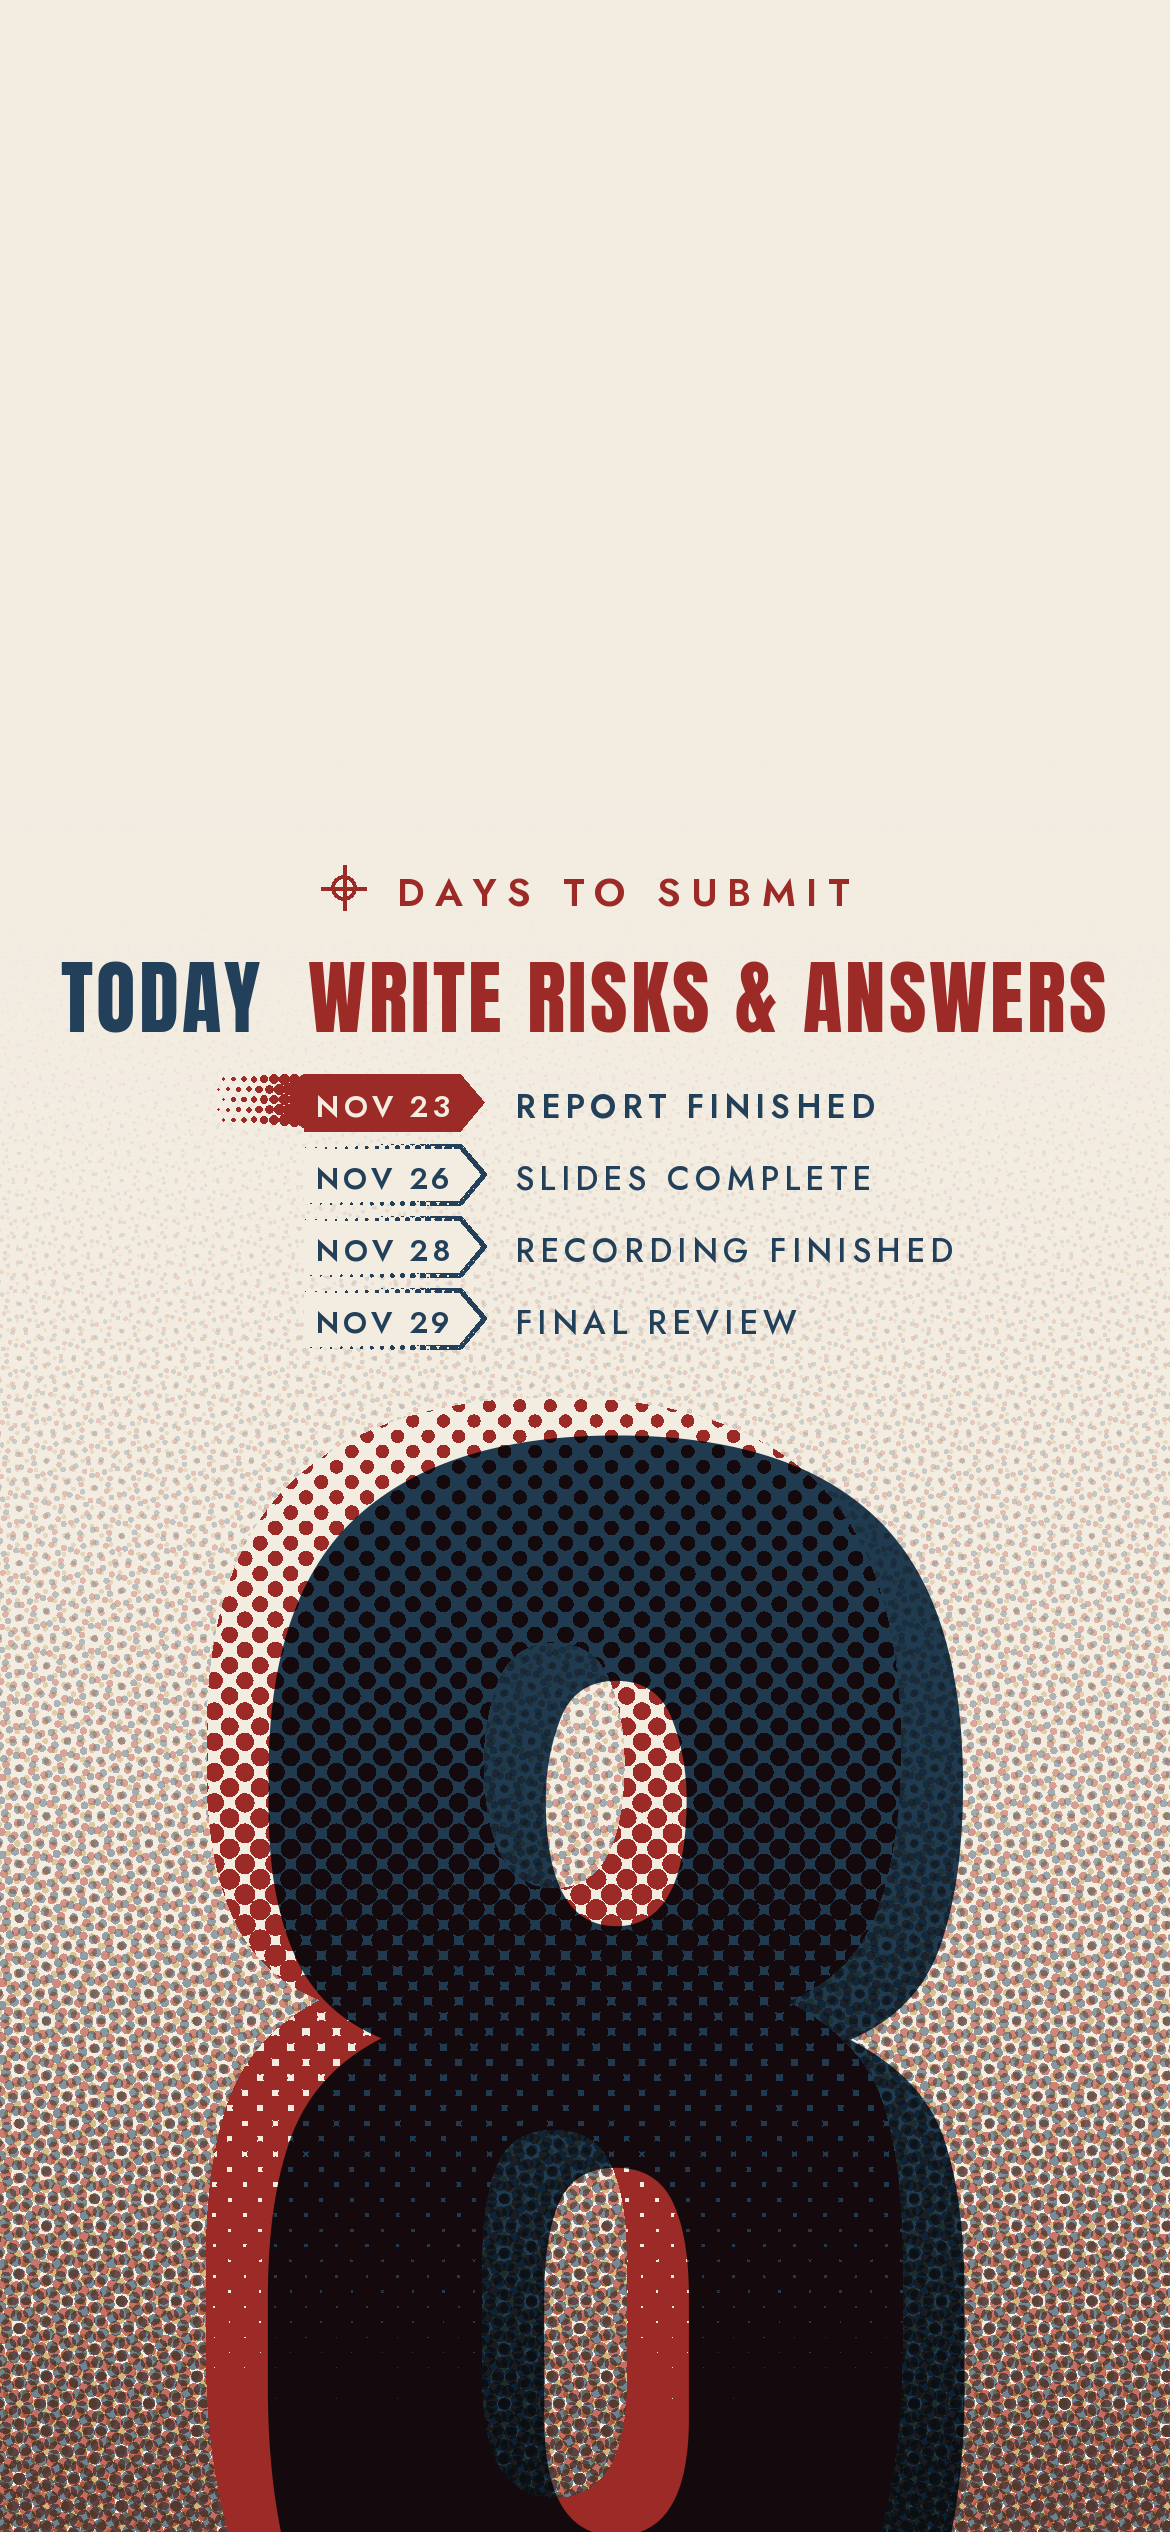 DAYS TO SUBMIT
TODAY WRITE RISKS & ANSWERS
NOV 23 REPORT FINISHED
NOV 26 SLIDES COMPLETE
NOV 28 RECORDING FINISHED
NOV 29 FINAL REVIEW
8